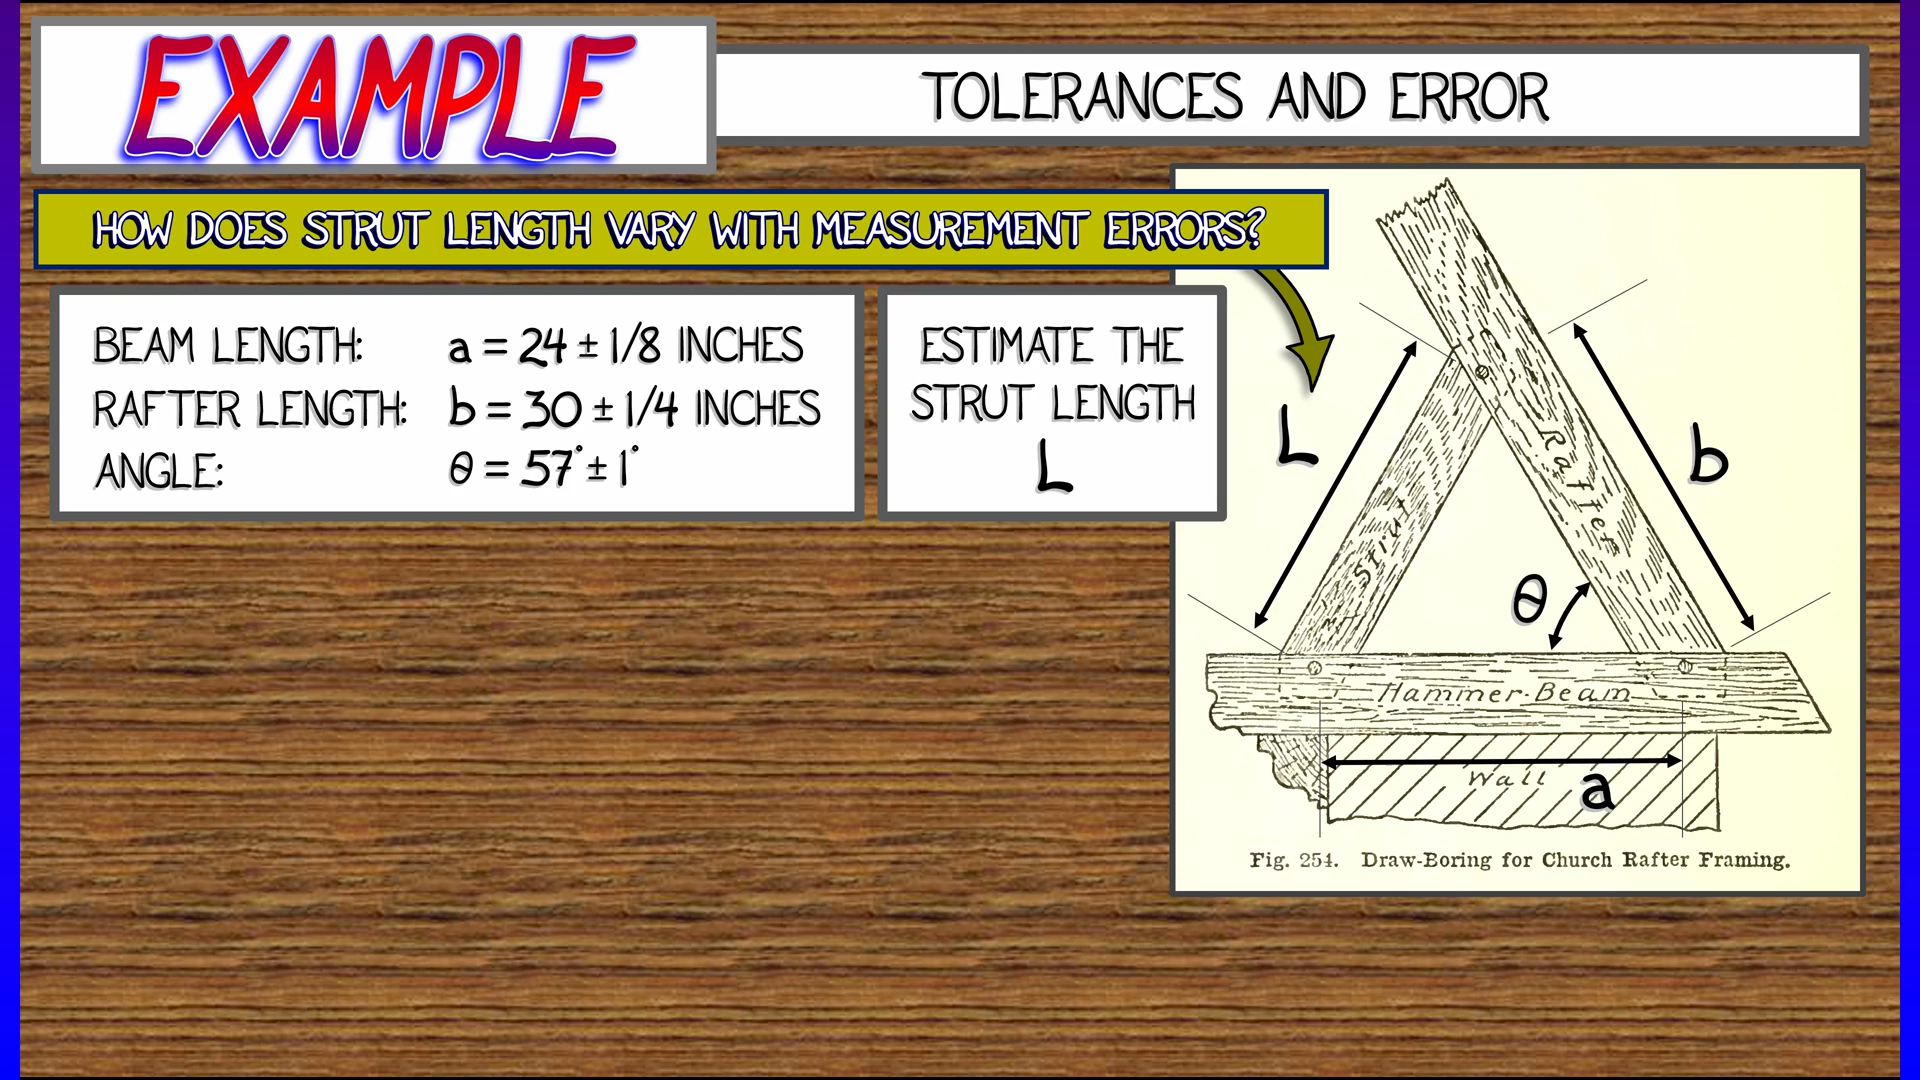 EXAMPLE
TOLERANCES AND ERROR
HOW DOES STRUT LENGTH VARY WITH MEASUREMENT ERRORS?
BEAM LENGTH: a = 24 ± 1/8 INCHES
RAFTER LENGTH: b = 30 ± 1/4 INCHES
ANGLE: θ = 57° ± 1°
ESTIMATE THE
STRUT LENGTH
L
L
b
Rafter
Strut
θ
Hammer-Beam
Wall
a
Fig. 254. Draw-Boring for Church Rafter Framing.